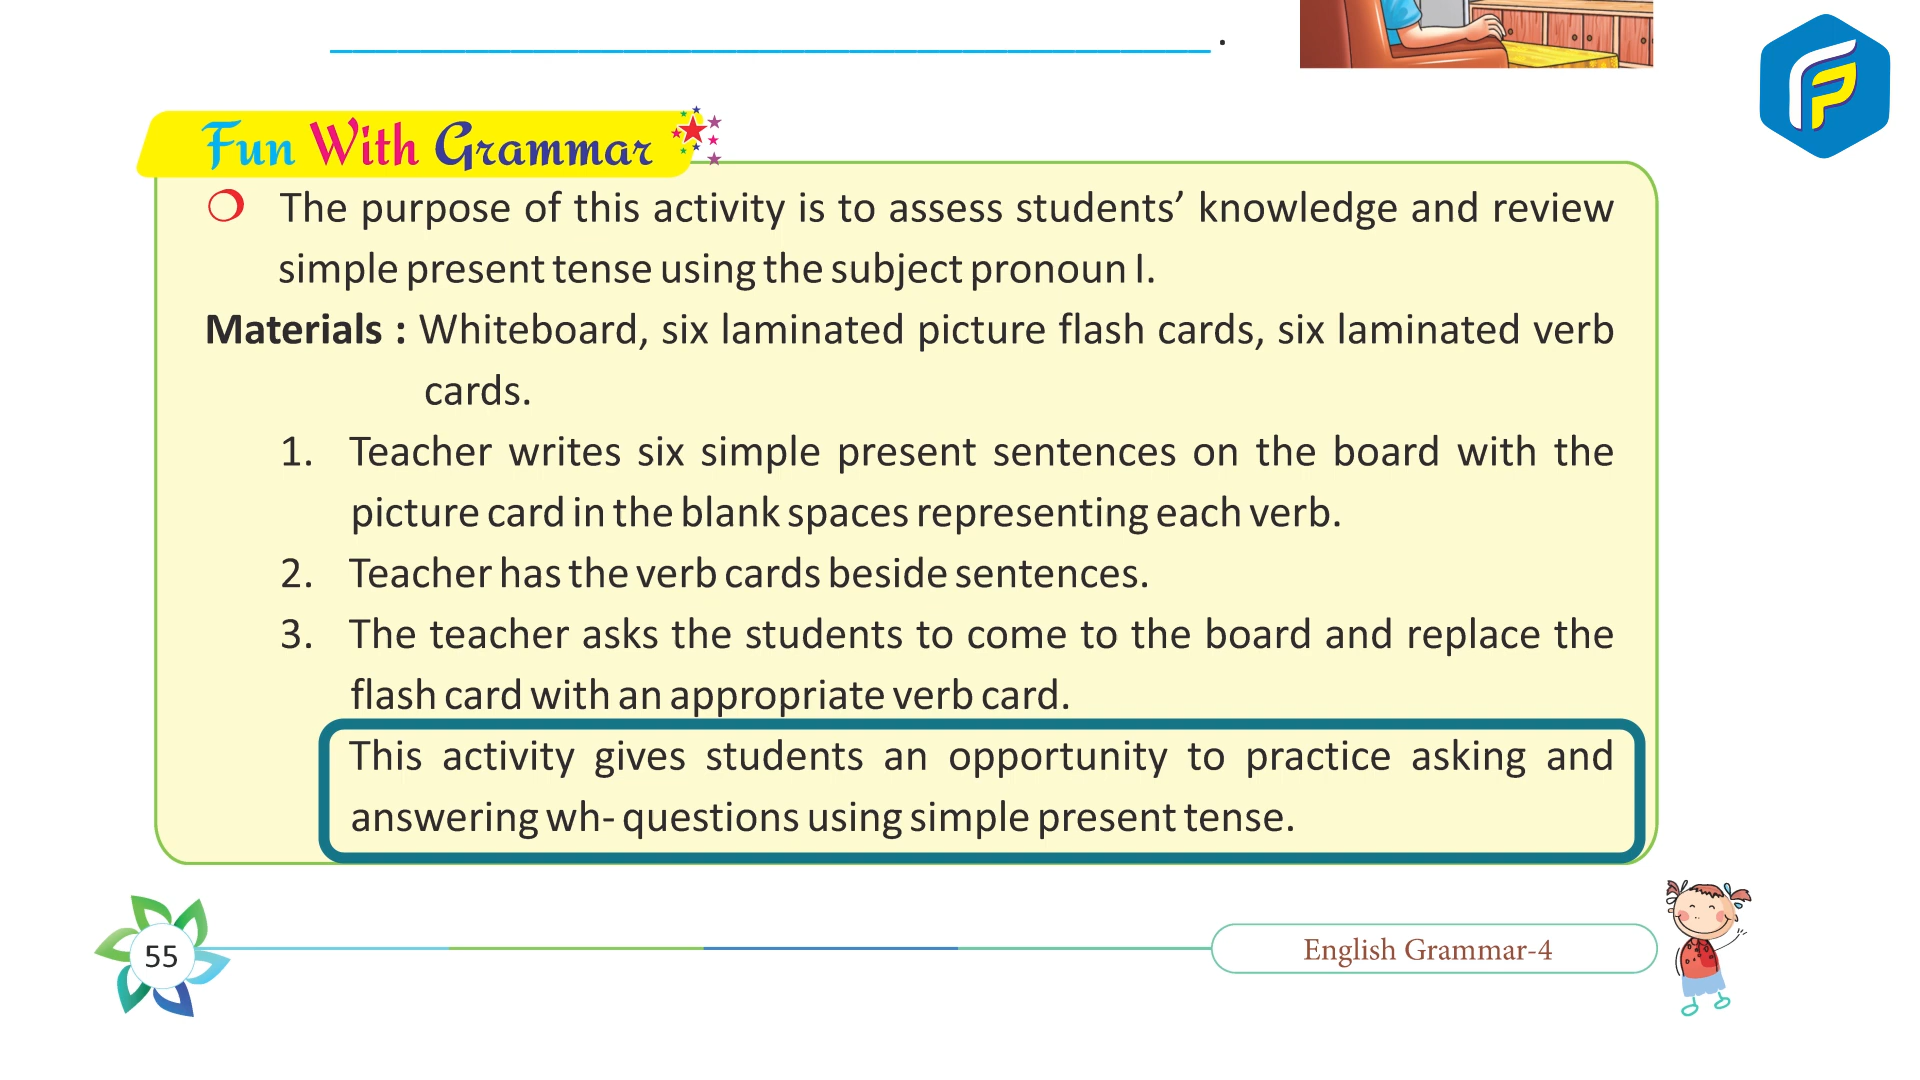 Fun With Grammar
❍ The purpose of this activity is to assess students’ knowledge and review
simple present tense using the subject pronoun I.
Materials : Whiteboard, six laminated picture flash cards, six laminated verb
cards.
1. Teacher writes six simple present sentences on the board with the
picture card in the blank spaces representing each verb.
2. Teacher has the verb cards beside sentences.
3. The teacher asks the students to come to the board and replace the
flash card with an appropriate verb card.
This activity gives students an opportunity to practice asking and
answering wh- questions using simple present tense.
55
English Grammar-4